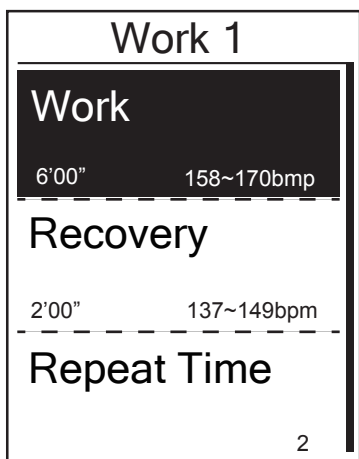 Work 1
Work
6’00” 158~170bmp
Recovery
2’00” 137~149bpm
Repeat Time
2